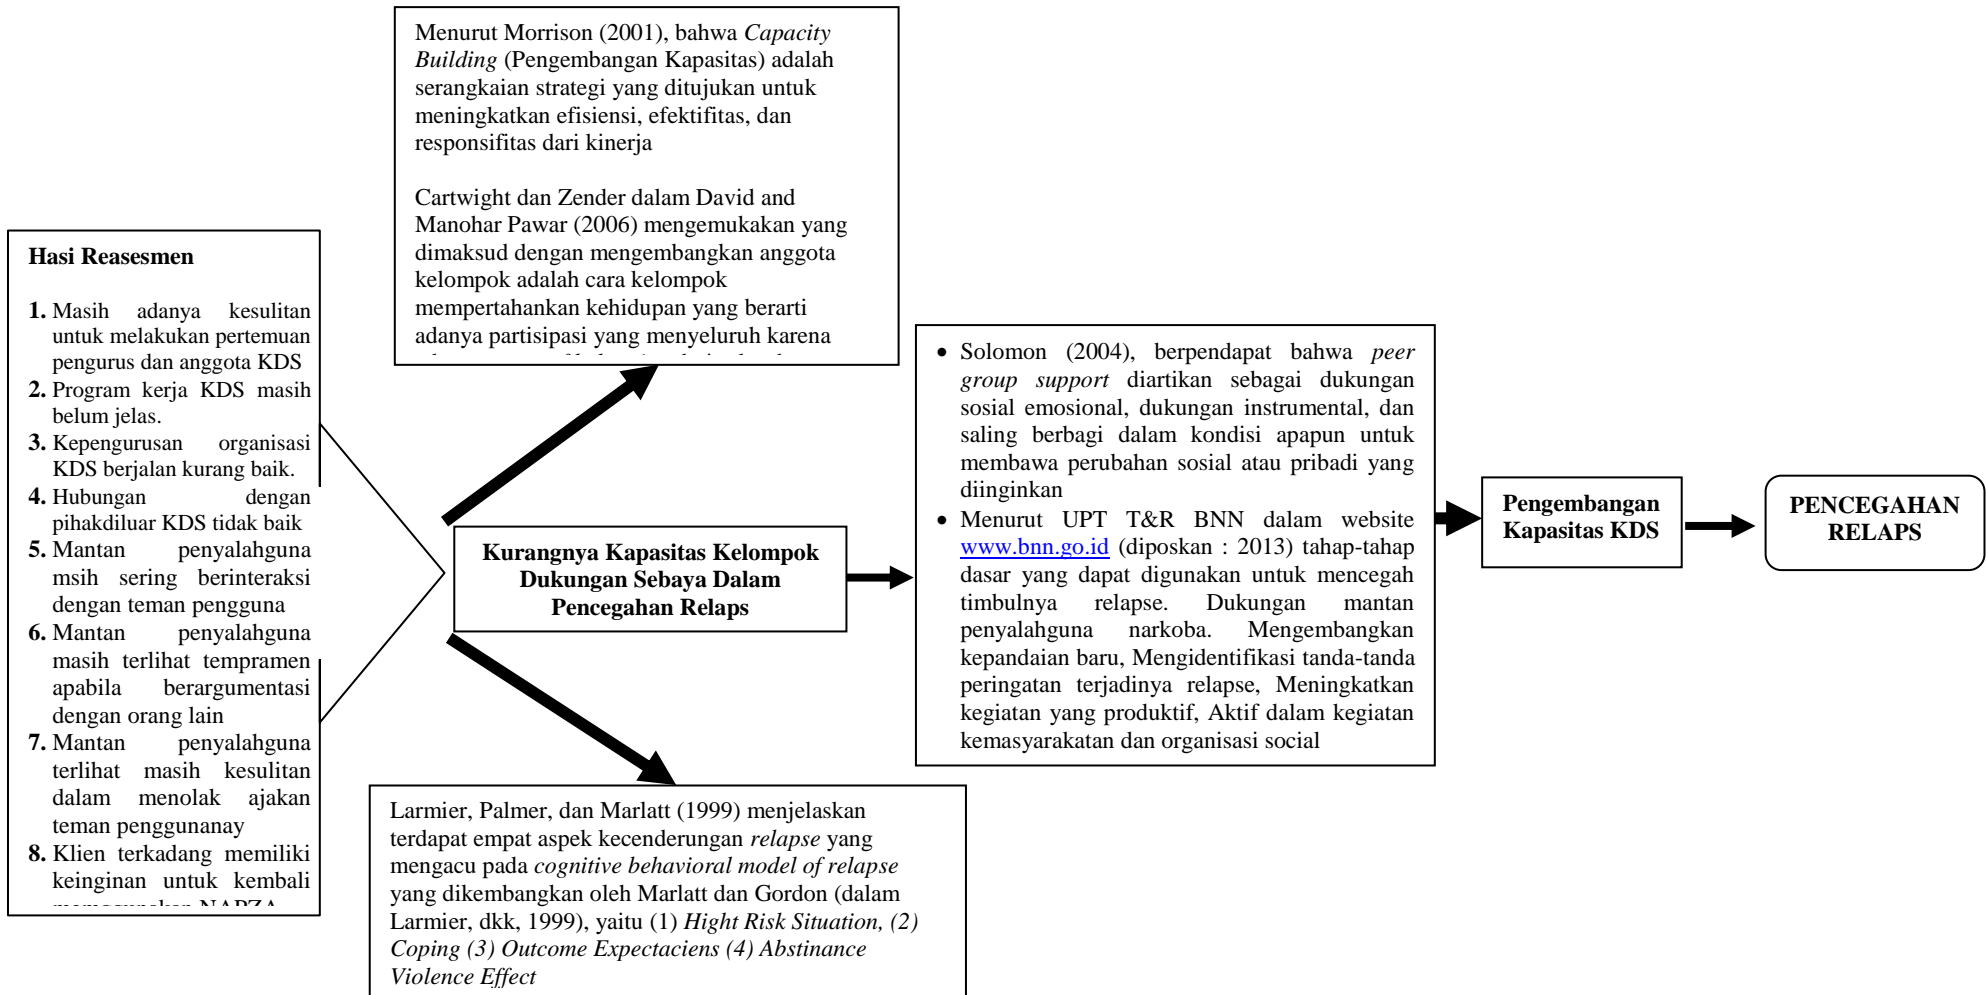 Menurut Morrison (2001), bahwa Capacity
Building (Pengembangan Kapasitas) adalah
serangkaian strategi yang ditujukan untuk
meningkatkan efisiensi, efektifitas, dan
responsifitas dari kinerja
Cartwight dan Zender dalam David and
Manohar Pawar (2006) mengemukakan yang
dimaksud dengan mengembangkan anggota
kelompok adalah cara kelompok
mempertahankan kehidupan yang berarti
adanya partisipasi yang menyeluruh karena
Hasi Reasesmen
1. Masih adanya kesulitan
untuk melakukan pertemuan
pengurus dan anggota KDS
2. Program kerja KDS masih
belum jelas.
3. Kepengurusan organisasi
KDS berjalan kurang baik.
4. Hubungan dengan
pihakdiluar KDS tidak baik
5. Mantan penyalahguna
msih sering berinteraksi
dengan teman pengguna
6. Mantan penyalahguna
masih terlihat tempramen
apabila berargumentasi
dengan orang lain
7. Mantan penyalahguna
terlihat masih kesulitan
dalam menolak ajakan
teman penggunanay
8. Klien terkadang memiliki
keinginan untuk kembali
Kurangnya Kapasitas Kelompok
Dukungan Sebaya Dalam
Pencegahan Relaps
Larmier, Palmer, dan Marlatt (1999) menjelaskan
terdapat empat aspek kecenderungan relapse yang
mengacu pada cognitive behavioral model of relapse
yang dikembangkan oleh Marlatt dan Gordon (dalam
Larmier, dkk, 1999), yaitu (1) Hight Risk Situation, (2)
Coping (3) Outcome Expectaciens (4) Abstinance
Violence Effect
• Solomon (2004), berpendapat bahwa peer
group support diartikan sebagai dukungan
sosial emosional, dukungan instrumental, dan
saling berbagi dalam kondisi apapun untuk
membawa perubahan sosial atau pribadi yang
diinginkan
• Menurut UPT T&R BNN dalam website
www.bnn.go.id (diposkan : 2013) tahap-tahap
dasar yang dapat digunakan untuk mencegah
timbulnya relapse. Dukungan mantan
penyalahguna narkoba. Mengembangkan
kepandaian baru, Mengidentifikasi tanda-tanda
peringatan terjadinya relapse, Meningkatkan
kegiatan yang produktif, Aktif dalam kegiatan
kemasyarakatan dan organisasi social
Pengembangan
Kapasitas KDS
PENCEGAHAN
RELAPS